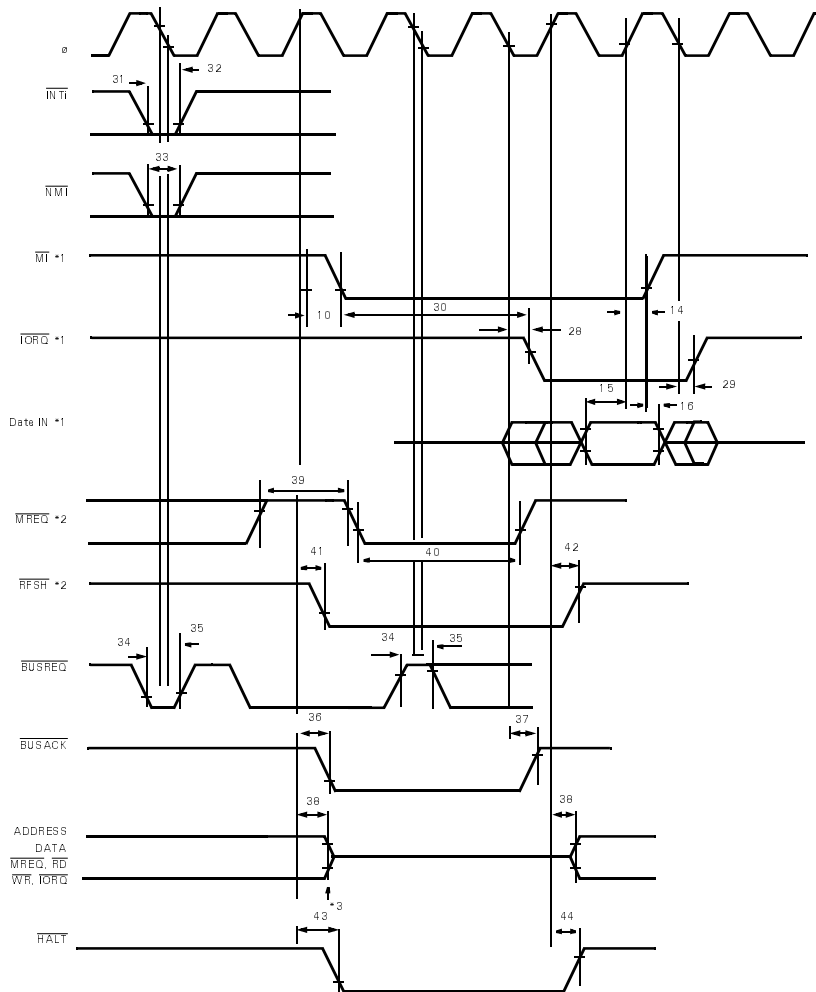 ø
32
31
INTi
33
NMI
MI *1
10
30
14
28
IORQ *1
29
15
16
Data IN *1
39
MREQ *2
41
40
42
RFSH *2
34
35
34
35
BUSREQ
36
37
BUSACK
38
38
ADDRESS
DATA
MREQ, RD
WR, IORQ
*3
43
44
HALT